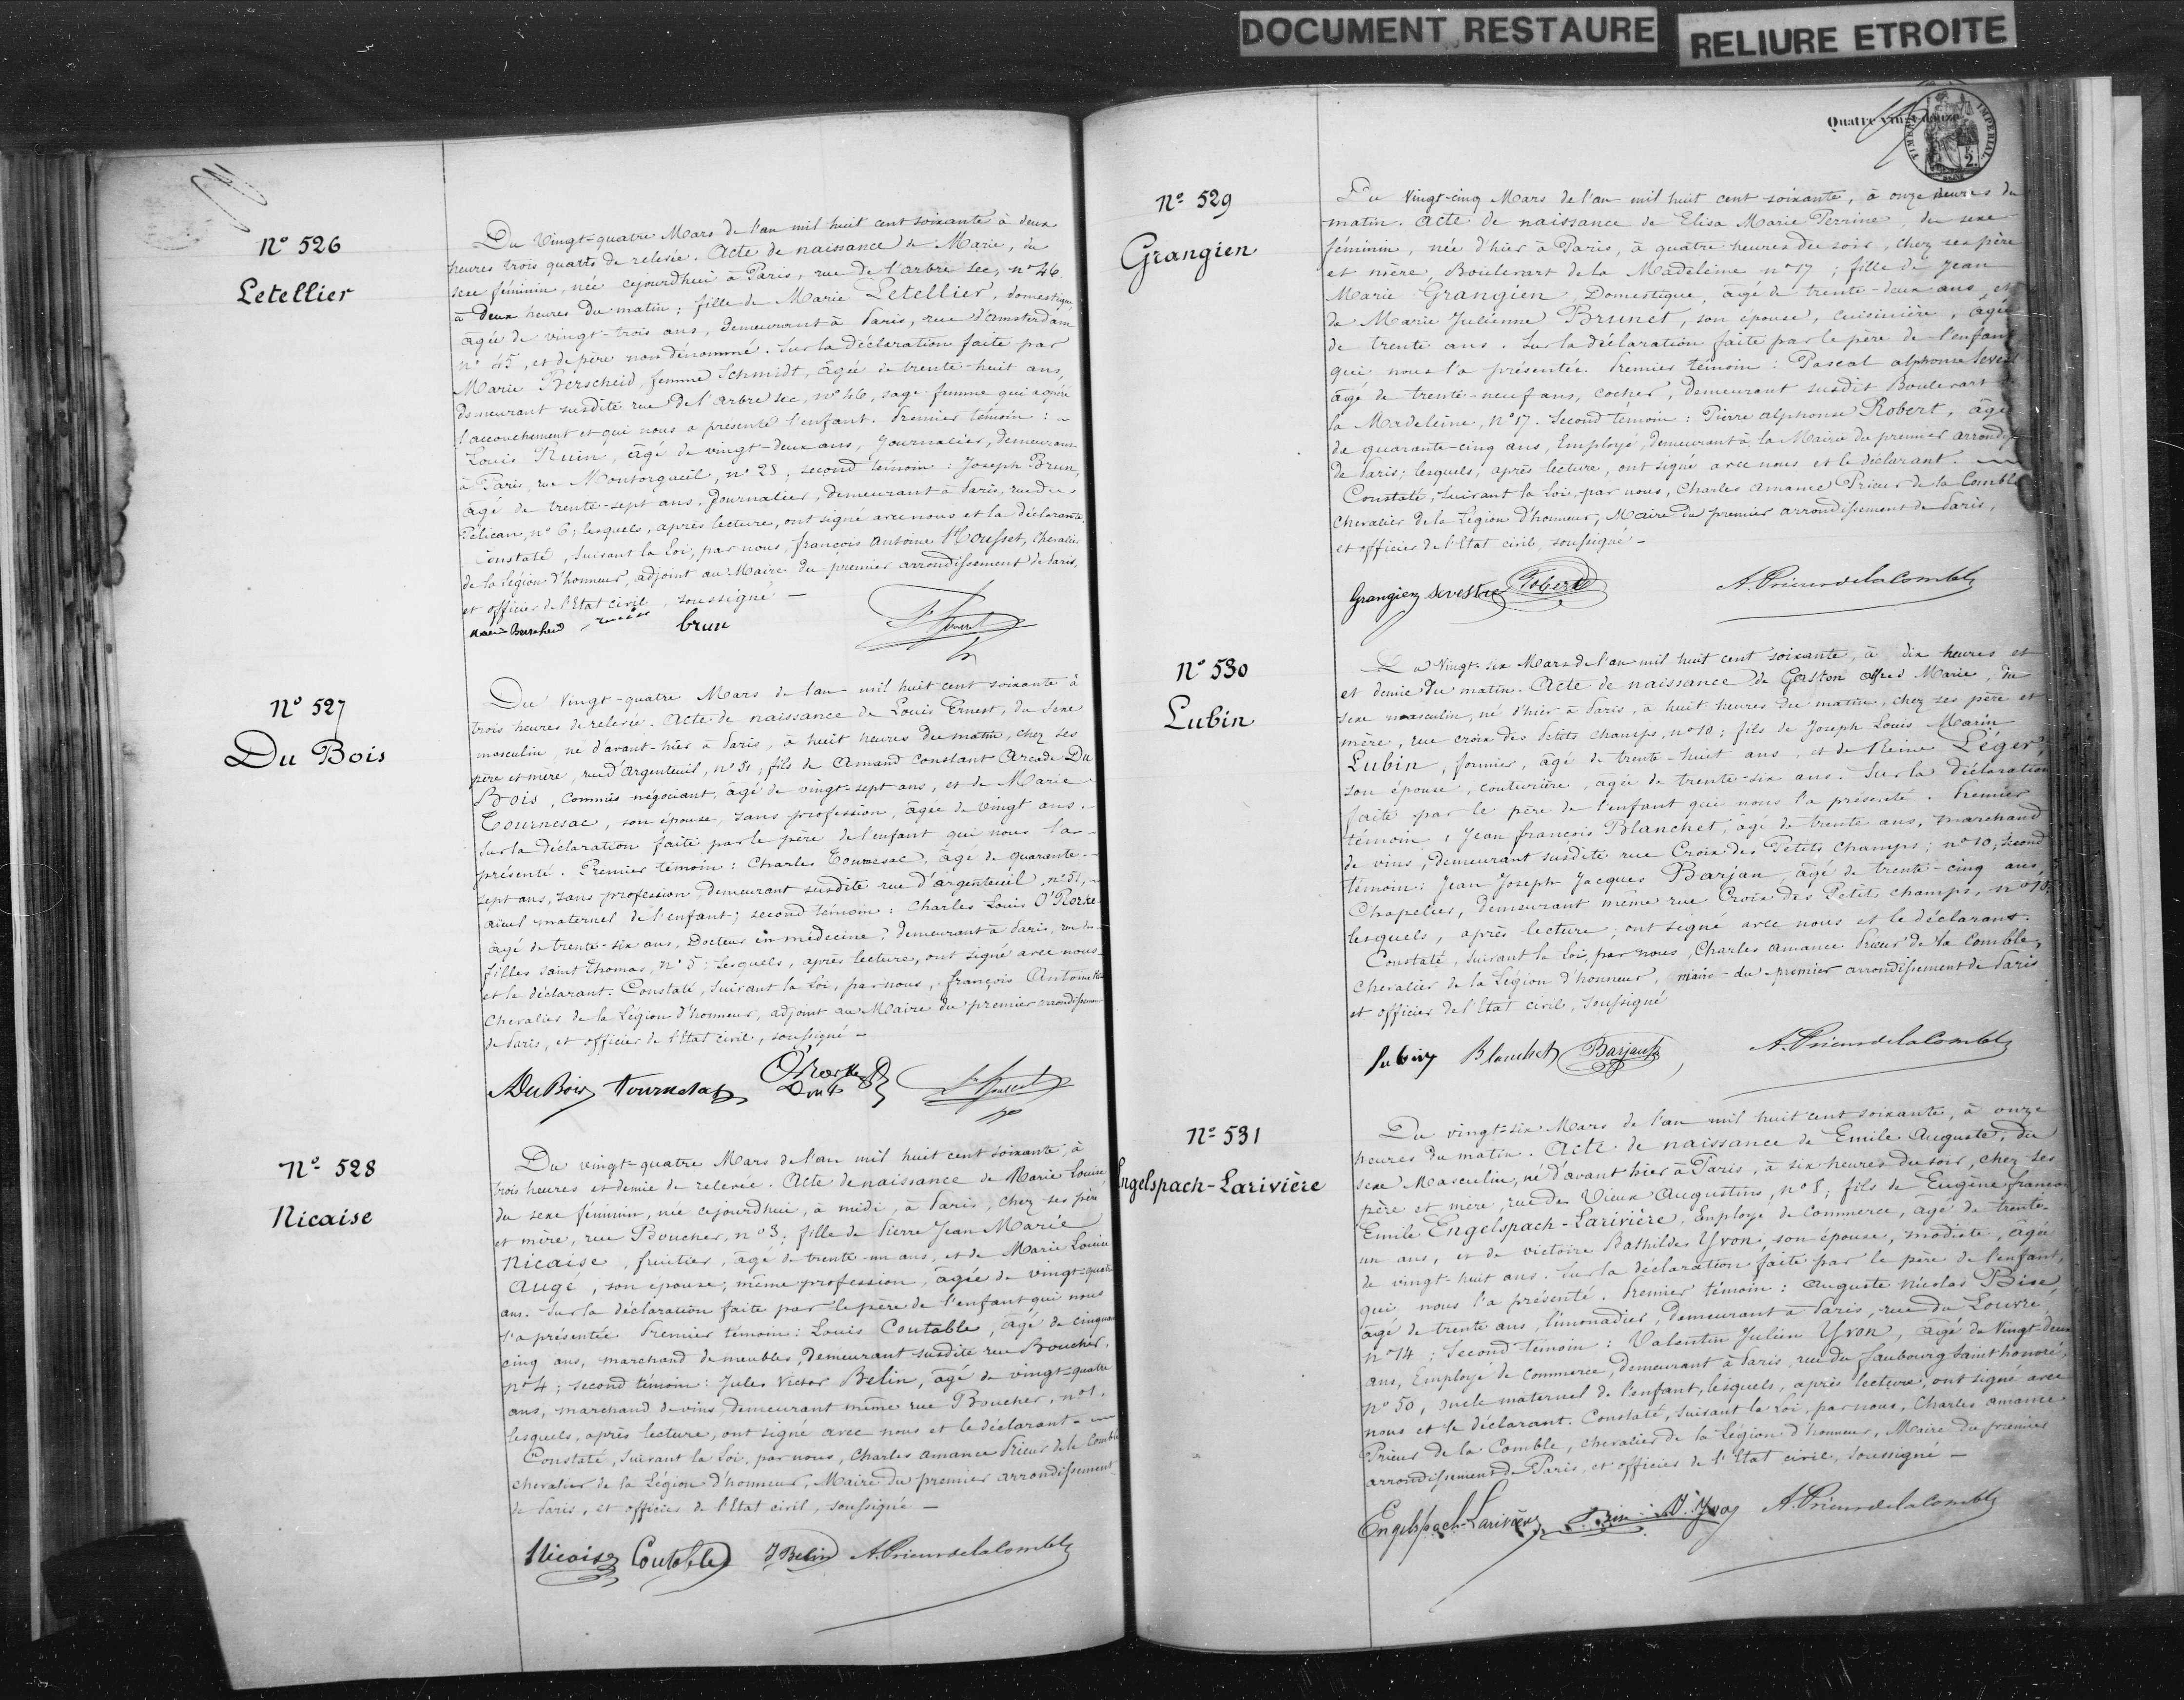 DOCUMENT RESTAURE
RELIURE ETROITE
N° 526
Letellier
Du Vingt-quatre Mars de l'an mil huit cent soixante à deux
heures trois quarts de relevée. Acte de naissance de Marie, du
sexe féminin, née cejourd'hui à Paris, rue de l'arbre sec, n° 46.
à deux heures du matin; fille de Marie Letellier, domestique,
âgée de vingt-trois ans, demeurant à Paris, rue d'amsterdam
n° 45, et de père non dénommé. Sur la déclaration faite par
Marie Berscheid, femme Schmidt, âgée de trente-huit ans,
demeurant susdite rue de l'arbre sec, n° 46, sage-femme qui a opéré
l'accouchement et qui nous a présenté l'enfant. Premier témoin :
Louis Ruin, âgé de vingt-deux ans, journalier, demeurant
à Paris, rue Montorgueil, n° 28; second témoin : Joseph Brun,
âgé de trente-sept ans, Journalier, demeurant à Paris, rue du
Pélican, n° 6; lesquels, après lecture, ont signé avec nous et la déclarante.
Constaté, suivant la Loi, par nous, françois Antoine Housset, Chevalier
de la Légion d'honneur, adjoint au Maire du premier arrondissement de Paris,
et officier de l'Etat civil, soussigné —
brun
N° 527
Du Bois
Du Vingt-quatre Mars de l'an mil huit cent soixante à
trois heures de relevée. Acte de naissance de Louis Ernest, du sexe
masculin, né d'avant-hier à Paris, à huit heures du matin, chez ses
père et mère, rue d'Argenteuil, n° 51; fils de Amand Constant Arcade Du
Bois, commis négociant, âgé de vingt-sept ans, et de Marie
Tournesac, son épouse, sans profession, âgée de vingt ans.
Sur la déclaration faite par le père de l'enfant qui nous l'a
présenté. Premier témoin : Charles Tournesac, âgé de quarante-
sept ans, sans profession, demeurant susdite rue d'argenteuil, n° 51,
aïeul maternel de l'enfant; second témoin : Charles Louis O'Rorke
âgé de trente-six ans, Docteur en médecine, demeurant à Paris, rue des
filles saint Thomas, n° 5; Lesquels, après lecture, ont signé avec nous
et le déclarant. Constaté, suivant la Loi, par nous, françois Antoine
Chevalier de la Légion d'honneur, adjoint au Maire du premier arrondissement
de Paris, et officier de l'Etat civil, soussigné —
ADuBois Tournesac O'Rorke
N° 528
Nicaise
Du vingt-quatre Mars de l'an mil huit cent soixante, à
trois heures et demie de relevée. Acte de naissance de Marie Louise
du sexe féminin, née cejourd'hui, à midi, à Paris, chez ses père
et mère, rue Boucher, n° 3; fille de Pierre Jean Marie
Nicaise, fruitier, âgé de trente-un ans, et de Marie Louise
Augé, son épouse; même profession, âgée de vingt-quatre
ans. Sur la déclaration faite par le père de l'enfant qui nous
l'a présentée. Premier témoin : Louis Coutable, âgé de cinquante
cinq ans, marchand de meubles, demeurant susdite rue Boucher,
n° 4; second témoin : Jules Victor Belin, âgé de vingt-quatre
ans, marchand de vins, demeurant même rue Boucher, n° 1,
lesquels, après lecture, ont signé avec nous et le déclarant.
Constaté, suivant la Loi, par nous, Charles amance Prieur de la Comble
chevalier de la Légion d'honneur, Maire du premier arrondissement
de Paris, et officier de l'Etat civil, soussigné —
Nicaise Coutable J Belin A. Prieur de la Comble
Quatre vingt douze
TIMBRE IMPERIAL
2.
N° 529
Grangien
Du Vingt-cinq Mars de l'an mil huit cent soixante, à onze heures du
matin. Acte de naissance de Elisa Marie Perrine, du sexe
féminin, née d'hier à Paris, à quatre heures du soir, chez ses père
et mère, Boulevart de la Madeleine n° 17; fille de Jean
Marie Grangien, Domestique, âgé de trente-deux ans, et
de Marie Julienne Brunet, son épouse, cuisinière, âgée
de trente ans. Sur la déclaration faite par le père de l'enfant
qui nous l'a présentée. Premier témoin : Pascal alphonse
âgé de trente-neuf ans, cocher, demeurant susdit Boulevart de
la Madeleine, n° 17. Second témoin : Pierre alphonse Robert, âgé
de quarante-cinq ans, Employé, demeurant à la Mairie du premier arrondt
de Paris; lesquels, après lecture, ont signé avec nous et le déclarant.
Constaté, suivant la Loi, par nous, Charles Amance Prieur de la Comble
Chevalier de la Légion d'honneur, Maire du premier arrondissement de Paris,
et officier de l'Etat civil, soussigné —
Grangien Sevestre Robert A. Prieur de la Comble
N° 530
Lubin
Du Vingt-six Mars de l'an mil huit cent soixante, à dix heures et
et demie du matin. Acte de naissance de Gaston Alfred Marie, du
sexe masculin, né d'hier à Paris, à huit heures du matin, chez ses père et
mère, rue croix des Petits champs, n° 10; fils de Joseph Louis Marin
Lubin, formier, âgé de trente-huit ans, et de Reine Léger,
son épouse, couturière, âgée de trente-six ans. Sur la déclaration
faite par le père de l'enfant qui nous l'a présenté. Premier
témoin : Jean françois Blanchet, âgé de trente ans, marchand
de vins, demeurant susdite rue Croix des Petits Champs, n° 10; second
témoin : Jean Joseph Jacques Barjan, âgé de trente-cinq ans,
Chapelier, demeurant même rue Croix des Petits champs, n° 10,
lesquels, après lecture, ont signé avec nous et le déclarant.
Constaté, suivant la Loi, par nous, Charles amance Prieur de la Comble,
Chevalier de la Légion d'honneur, maire du premier arrondissement de Paris
et officier de l'Etat civil, soussigné
Lubin Blanchet Barjan A. Prieur de la Comble
N° 531
Engelspach-Larivière
Du vingt-six Mars de l'an mil huit cent soixante, à onze
heures du matin. Acte de naissance de Emile Auguste, du
sexe Masculin, né d'avant hier à Paris, à six heures du soir, chez ses
père et mère, rue des Vieux Augustins, n° 8; fils de Eugène françois
Emile Engelspach-Larivière, Employé de Commerce, âgé de trente-
un ans, et de victoire Bathilde Yvon, son épouse, modiste, âgée
de vingt-huit ans. Sur la déclaration faite par le père de l'enfant,
qui nous l'a présenté. Premier témoin : Auguste Nicolas Bise,
âgé de trente ans, limonadier, demeurant à Paris, rue du Louvre,
n° 14; Second témoin : Valentin Julien Yvon, âgé de Vingt-deux
ans, Employé de commerce, demeurant à Paris, rue du faubourg Saint honoré,
n° 50, oncle maternel de l'enfant, lesquels, après lecture, ont signé avec
nous et le déclarant. Constaté, suivant la Loi, par nous, Charles amance
Prieur de la Comble, chevalier de la Légion d'honneur, Maire du premier
arrondissement de Paris, et officier de l'Etat civil, soussigné —
Engelspach-Larivière V. Yvon A. Prieur de la Comble